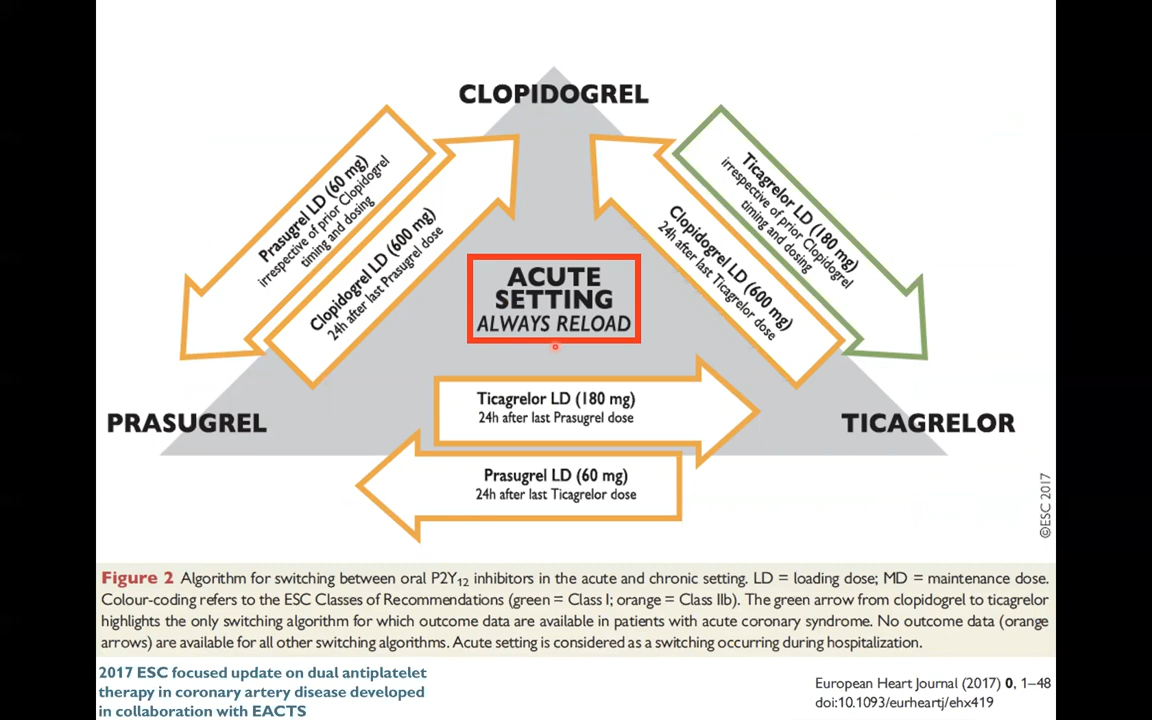 CLOPIDOGREL
Prasugrel LD (60 mg)
irrespective of prior Clopidogrel
timing and dosing
Clopidogrel LD (600 mg)
24h after last Prasugrel dose
Ticagrelor LD (180 mg)
irrespective of prior Clopidogrel
timing and dosing
Clopidogrel LD (600 mg)
24h after last Ticagrelor dose
ACUTE
SETTING
ALWAYS RELOAD
PRASUGREL
TICAGRELOR
Ticagrelor LD (180 mg)
24h after last Prasugrel dose
Prasugrel LD (60 mg)
24h after last Ticagrelor dose
©ESC 2017
Figure 2 Algorithm for switching between oral P2Y12 inhibitors in the acute and chronic setting. LD = loading dose; MD = maintenance dose.
Colour-coding refers to the ESC Classes of Recommendations (green = Class I; orange = Class IIb). The green arrow from clopidogrel to ticagrelor
highlights the only switching algorithm for which outcome data are available in patients with acute coronary syndrome. No outcome data (orange
arrows) are available for all other switching algorithms. Acute setting is considered as a switching occurring during hospitalization.
2017 ESC focused update on dual antiplatelet
therapy in coronary artery disease developed
in collaboration with EACTS
European Heart Journal (2017) 0, 1–48
doi:10.1093/eurheartj/ehx419